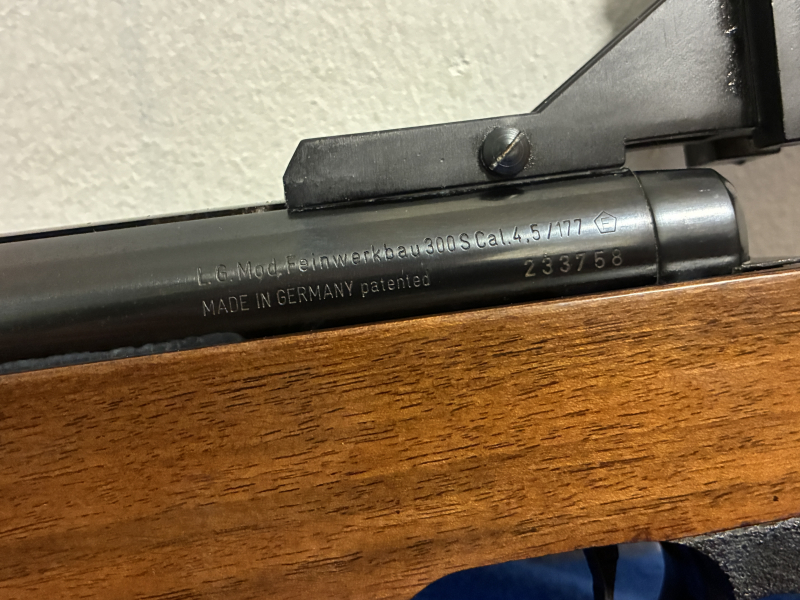 L.G.Mod.Feinwerkbau 300 S Cal. 4,5/177 F
233758
MADE IN GERMANY patented